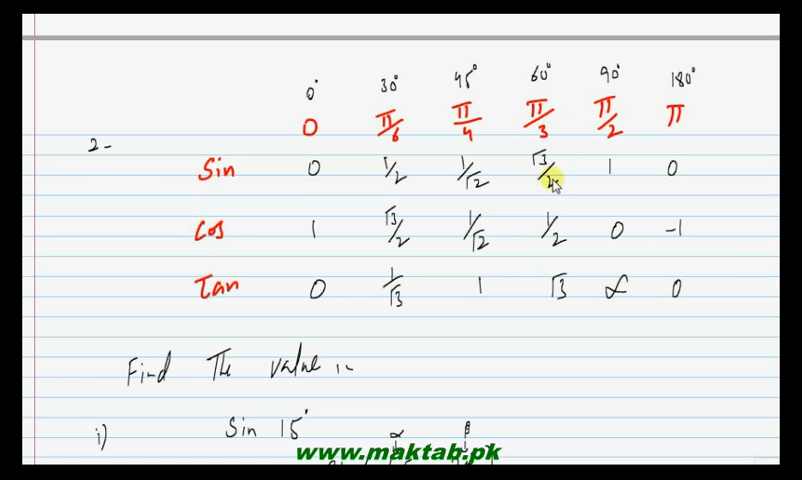 0° 30° 45° 60° 90° 180°
0 π/6 π/4 π/3 π/2 π
2-
Sin 0 1/2 1/√2 √3/2 1 0
Cos 1 √3/2 1/√2 1/2 0 -1
Tan 0 1/√3 1 √3 ∝ 0
Find The value :-
i) Sin 15°
α β
www.maktab.pk